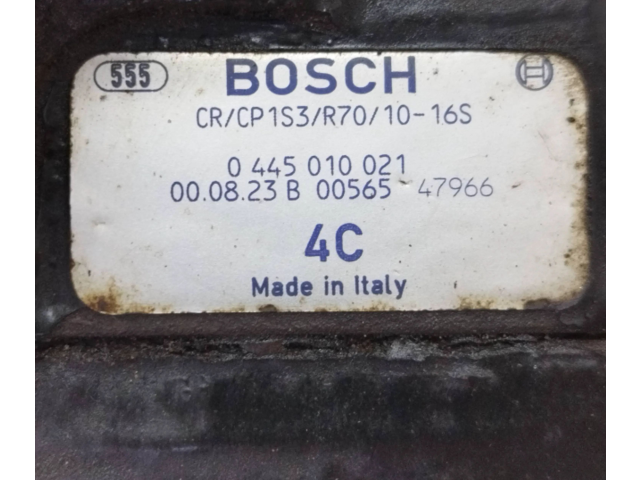 555 BOSCH
CR/CP1S3/R70/10-16S
0 445 010 021
00.08.23 B 00565 47966
4C
Made in Italy